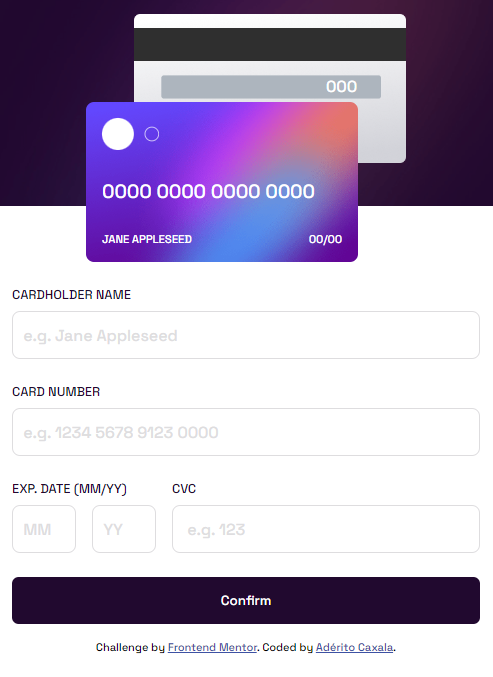 000
0000 0000 0000 0000
JANE APPLESEED 00/00
CARDHOLDER NAME
e.g. Jane Appleseed
CARD NUMBER
e.g. 1234 5678 9123 0000
EXP. DATE (MM/YY) CVC
MM YY e.g. 123
Confirm
Challenge by Frontend Mentor. Coded by Adérito Caxala.